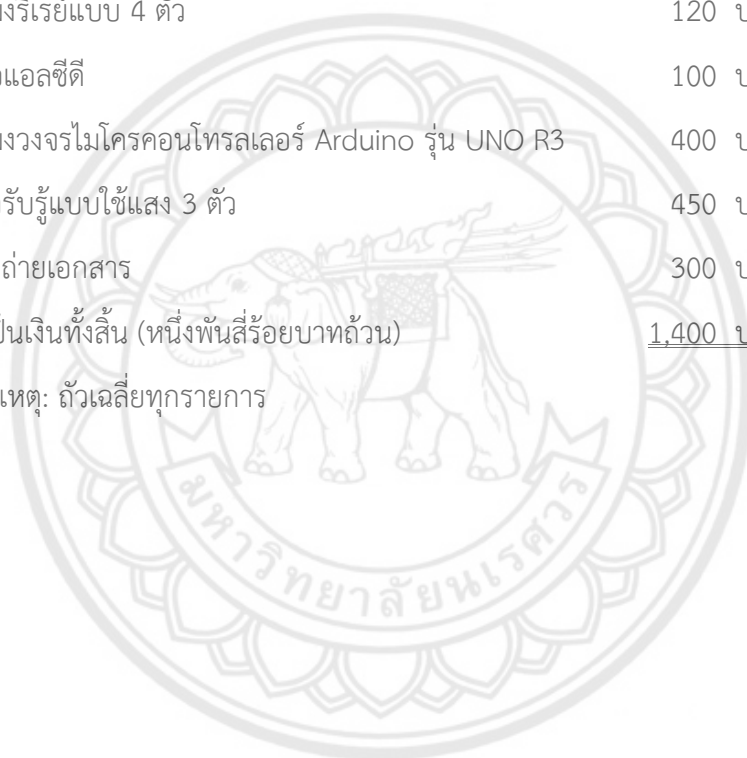 งรีเรย์แบบ 4 ตัว 120
แอลซีดี 100
งวงจรไมโครคอนโทรลเลอร์ Arduino รุ่น UNO R3 400
รับรู้แบบใช้แสง 3 ตัว 450
ถ่ายเอกสาร 300
ป็นเงินทั้งสิ้น (หนึ่งพันสี่ร้อยบาทถ้วน) 1,400
เหตุ: ถัวเฉลี่ยทุกรายการ
มหาวิทยาลัยนเรศวร